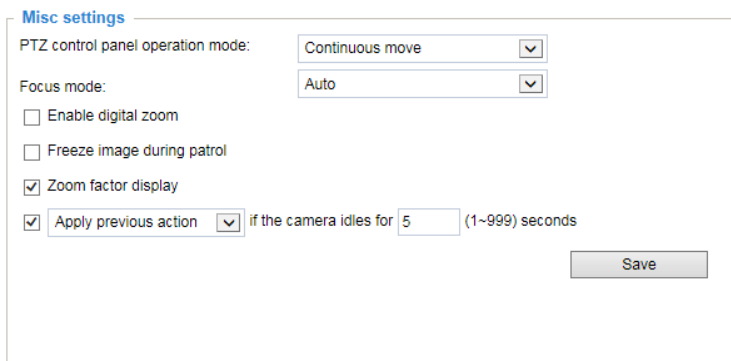 Misc settings
PTZ control panel operation mode: Continuous move
Focus mode: Auto
Enable digital zoom
Freeze image during patrol
Zoom factor display
Apply previous action if the camera idles for 5 (1~999) seconds
Save